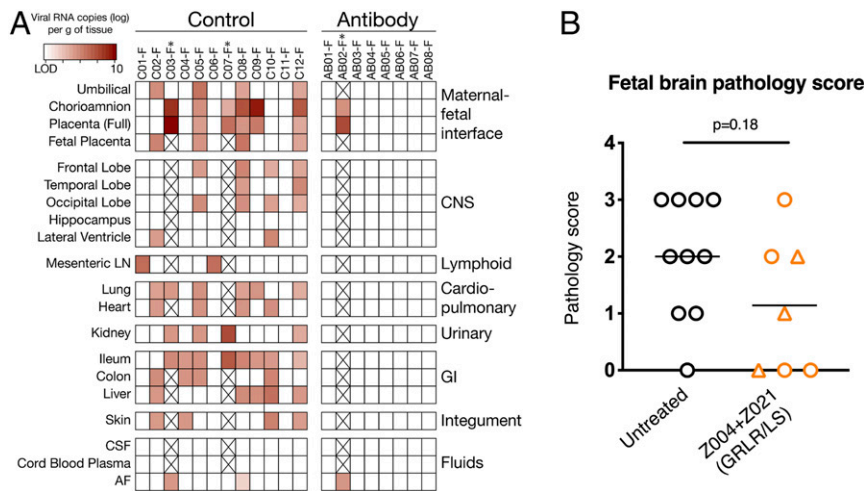 A
Viral RNA copies (log)
per g of tissue
LOD 10
Control
Antibody
C01-F
C02-F
C03-F*
C04-F
C05-F
C06-F
C07-F*
C08-F
C09-F
C10-F
C11-F
C12-F
AB01-F
AB02-F*
AB03-F
AB04-F
AB05-F
AB06-F
AB07-F
AB08-F
Umbilical
Chorioamnion
Placenta (Full)
Fetal Placenta
Maternal-
fetal
interface
Frontal Lobe
Temporal Lobe
Occipital Lobe
Hippocampus
Lateral Ventricle
CNS
Mesenteric LN
Lymphoid
Lung
Heart
Cardio-
pulmonary
Kidney
Urinary
Ileum
Colon
Liver
GI
Skin
Integument
CSF
Cord Blood Plasma
AF
Fluids
B
Fetal brain pathology score
p=0.18
Pathology score
4
3
2
1
0
Untreated
Z004+Z021
(GRLR/LS)